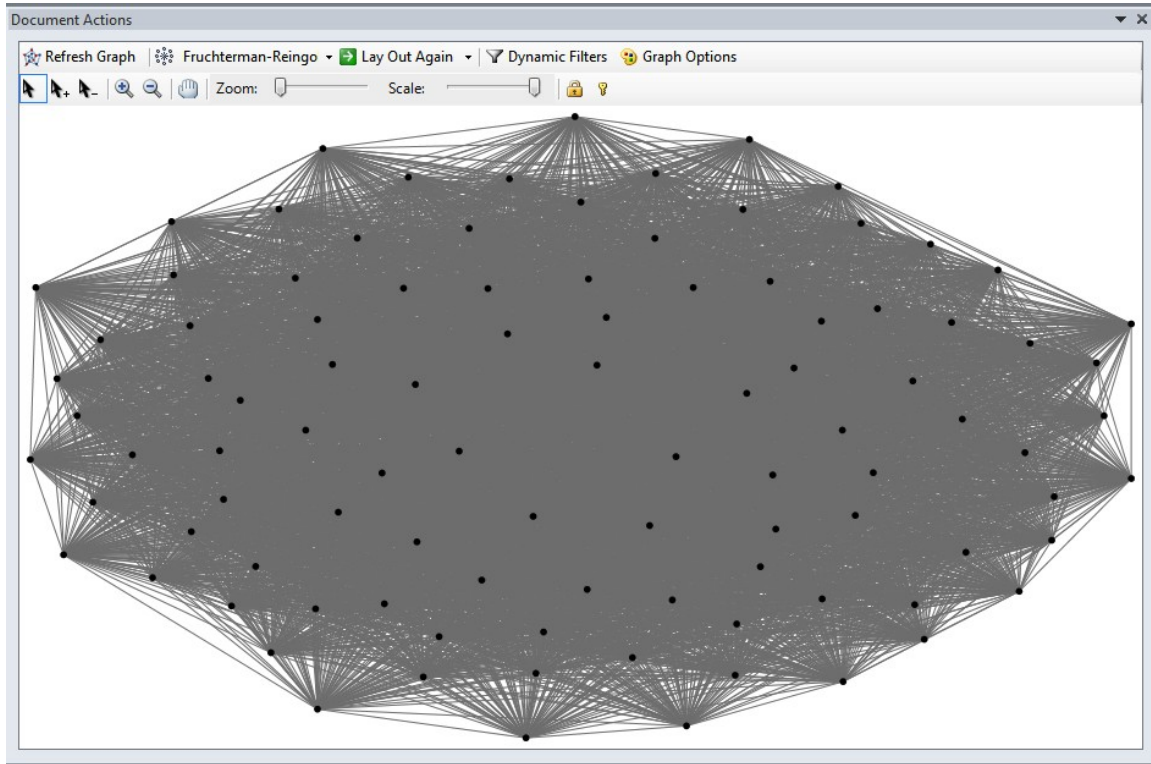 Document Actions
Refresh Graph Fruchterman-Reingo Lay Out Again Dynamic Filters Graph Options
Zoom: Scale: